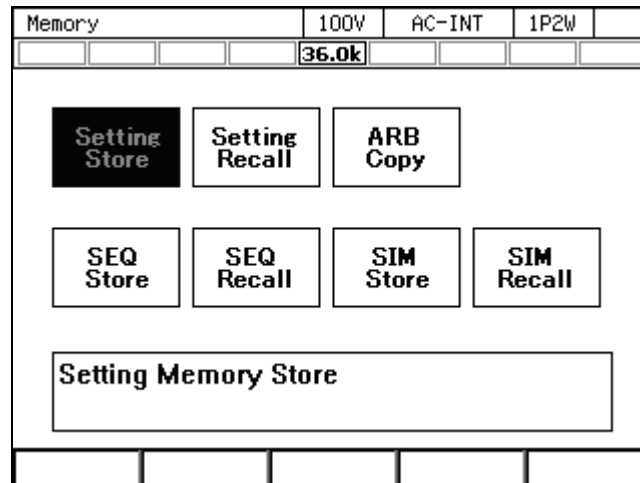 Memory 100V AC-INT 1P2W
36.0k
Setting Store
Setting Recall
ARB Copy
SEQ Store
SEQ Recall
SIM Store
SIM Recall
Setting Memory Store